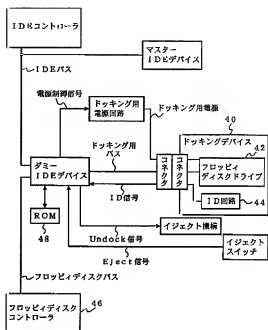 IDEコントローラ
マスター
IDEデバイス
IDEバス
電源制御信号
ドッキング用
電源回路
ドッキング用電源
40
ドッキングデバイス
ドッキング用
バス
コネクタ
コネクタ
42
フロッピィ
ディスクドライブ
ダミー
IDEデバイス
ID信号
ID回路
44
ROM
48
イジェクト機構
Undock信号
イジェクト
スイッチ
Eject信号
フロッピィディスクバス
46
フロッピィディスク
コントローラ